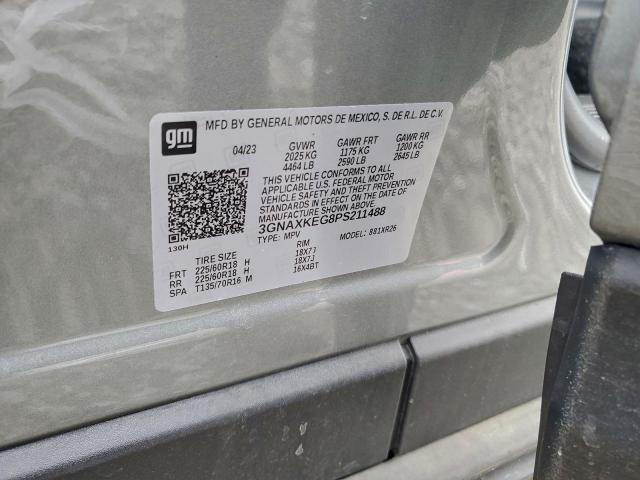 gm
MFD BY GENERAL MOTORS DE MEXICO, S. DE R.L. DE C.V.
04/23 GVWR GAWR FRT GAWR RR
2025 KG 1175 KG 1200 KG
4464 LB 2590 LB 2645 LB
THIS VEHICLE CONFORMS TO ALL
APPLICABLE U.S. FEDERAL MOTOR
VEHICLE SAFETY AND THEFT PREVENTION
STANDARDS IN EFFECT ON THE DATE OF
MANUFACTURE SHOWN ABOVE.
3GNAXKEG8PS211488
TYPE: MPV MODEL: 881XR26
130H
TIRE SIZE RIM
FRT 225/60R18 H 18X7J
RR 225/60R18 H 18X7J
SPA T135/70R16 M 16X4BT